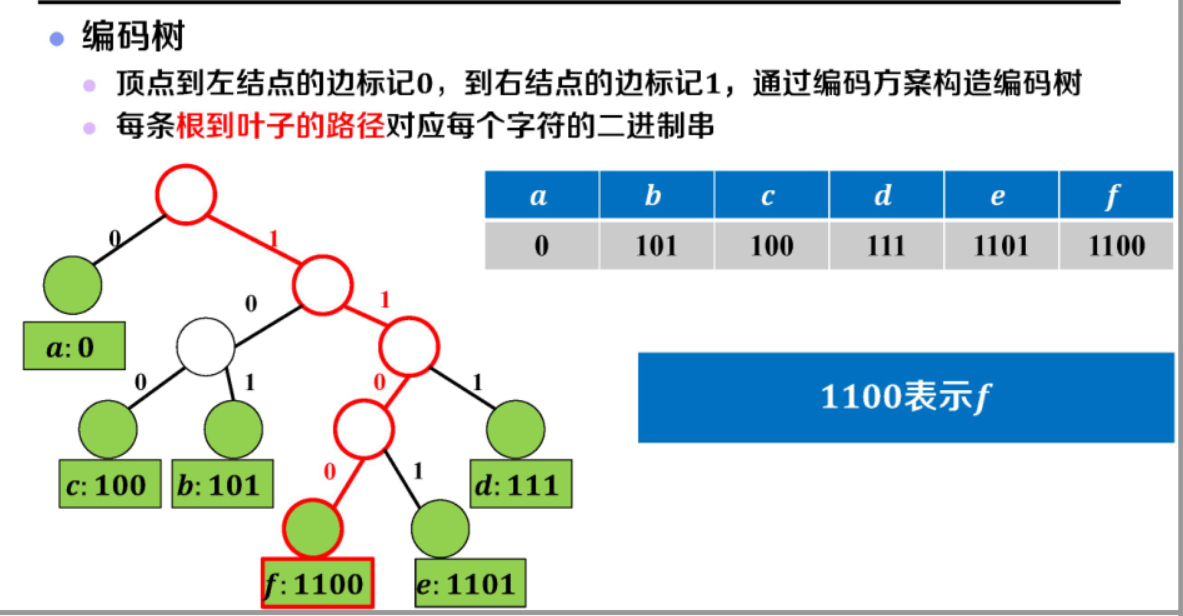 编码树
顶点到左结点的边标记0，到右结点的边标记1，通过编码方案构造编码树
每条根到叶子的路径对应每个字符的二进制串
a b c d e f
0 101 100 111 1101 1100
0 1
a: 0
0 1
0 1 0 1
c: 100 b: 101 d: 111
0 1
f: 1100 e: 1101
1100表示f